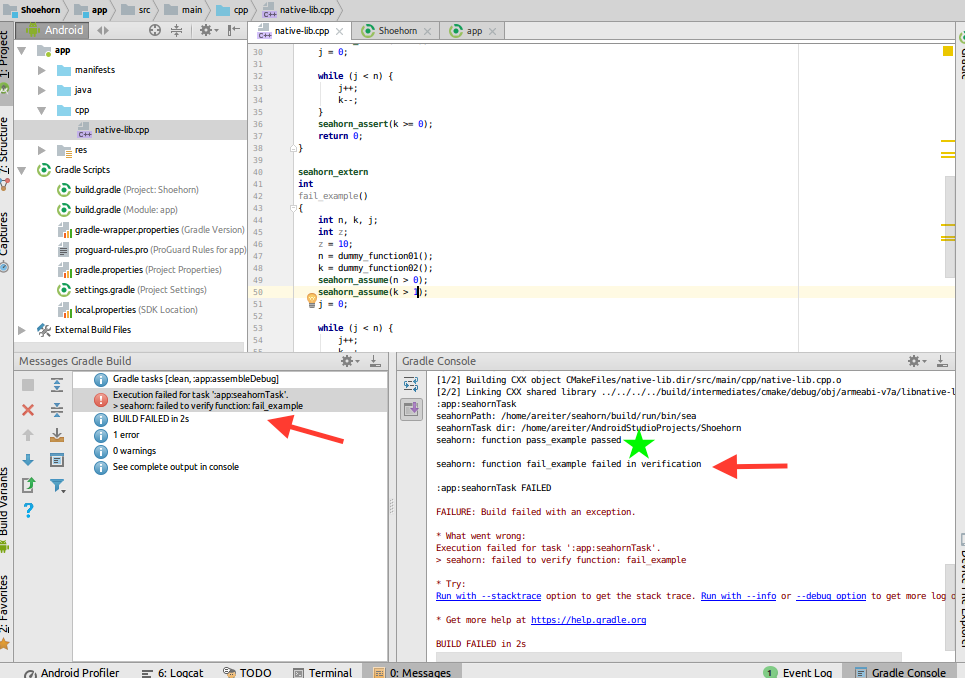 Shoehorn app src main cpp native-lib.cpp
Android
native-lib.cpp Shoehorn app
1: Project
7: Structure
Captures
Build Variants
2: Favorites
app
manifests
java
cpp
native-lib.cpp
res
Gradle Scripts
build.gradle (Project: Shoehorn)
build.gradle (Module: app)
gradle-wrapper.properties (Gradle Version)
proguard-rules.pro (ProGuard Rules for app)
gradle.properties (Project Properties)
settings.gradle (Project Settings)
local.properties (SDK Location)
External Build Files
30 j = 0;
31
32 while (j < n) {
33 j++;
34 k--;
35 }
36 seahorn_assert(k >= 0);
37 return 0;
38 }
39
40 seahorn_extern
41 int
42 fail_example()
43 {
44 int n, k, j;
45 int z;
46 z = 10;
47 n = dummy_function01();
48 k = dummy_function02();
49 seahorn_assume(n > 0);
50 seahorn_assume(k > 1);
51 j = 0;
52
53 while (j < n) {
54 j++;
Messages Gradle Build
Gradle tasks [clean, :app:assembleDebug]
Execution failed for task ':app:seahornTask'.
> seahorn: failed to verify function: fail_example
BUILD FAILED in 2s
1 error
0 warnings
See complete output in console
Gradle Console
[1/2] Building CXX object CMakeFiles/native-lib.dir/src/main/cpp/native-lib.cpp.o
[2/2] Linking CXX shared library ../../../../build/intermediates/cmake/debug/obj/armeabi-v7a/libnative-l
:app:seahornTask
seahornPath: /home/areiter/seahorn/build/run/bin/sea
seahornTask dir: /home/areiter/AndroidStudioProjects/Shoehorn
seahorn: function pass_example passed
seahorn: function fail_example failed in verification
:app:seahornTask FAILED
FAILURE: Build failed with an exception.
* What went wrong:
Execution failed for task ':app:seahornTask'.
> seahorn: failed to verify function: fail_example
* Try:
Run with --stacktrace option to get the stack trace. Run with --info or --debug option to get more log
* Get more help at https://help.gradle.org
BUILD FAILED in 2s
Android Profiler 6: Logcat TODO Terminal 0: Messages 1 Event Log Gradle Console